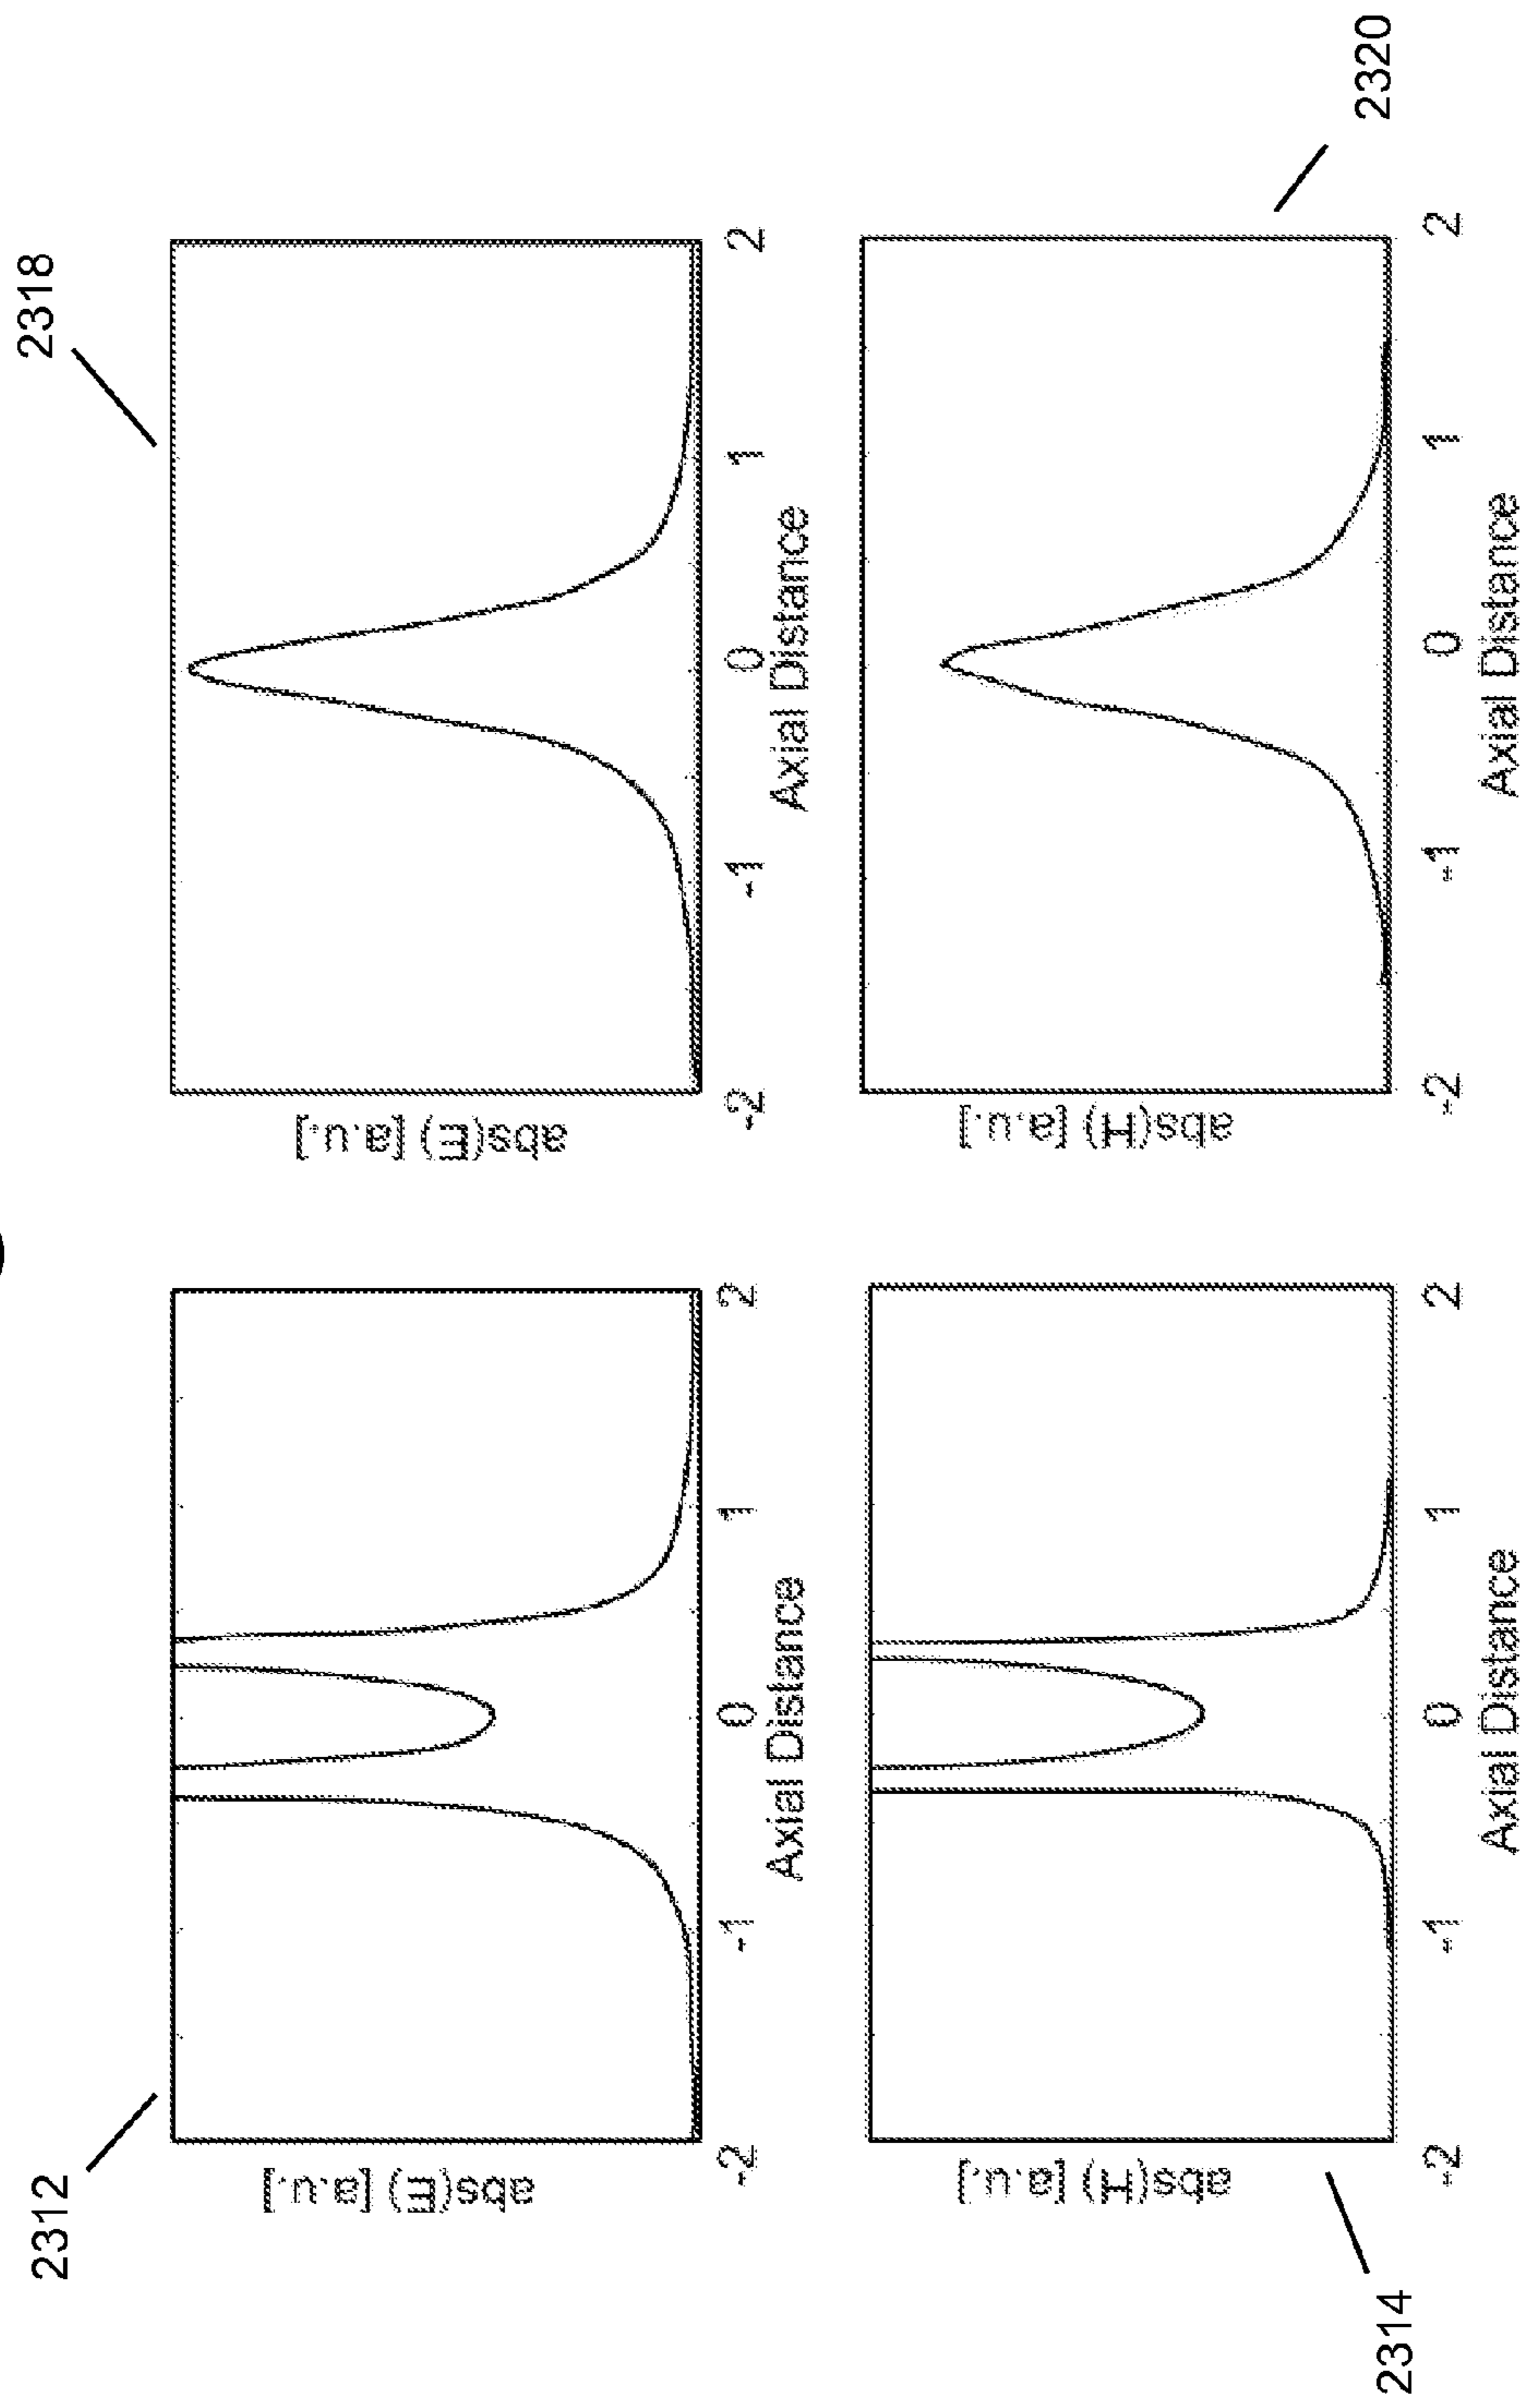 2312
2318
abs(E) [a.u.]
-2 -1 0 1 2
Axial Distance
abs(E) [a.u.]
-2 -1 0 1 2
Axial Distance
abs(H) [a.u.]
-2 -1 0 1 2
Axial Distance
abs(H) [a.u.]
-2 -1 0 1 2
Axial Distance
2314
2320